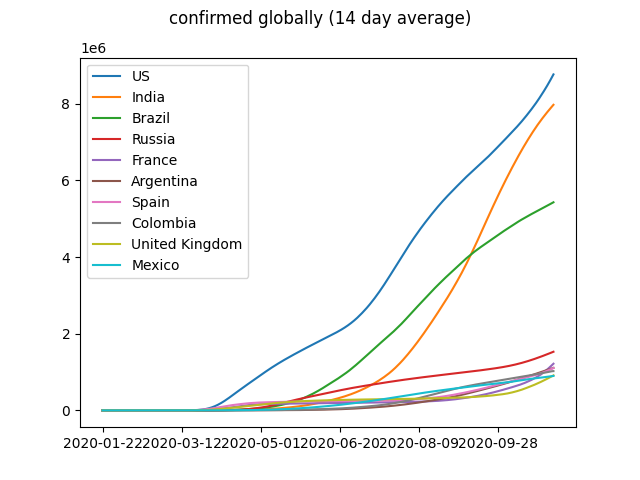 confirmed globally (14 day average)
1e6
US
India
Brazil
Russia
France
Argentina
Spain
Colombia
United Kingdom
Mexico
8
6
4
2
0
2020-01-22 2020-03-12 2020-05-01 2020-06-20 2020-08-09 2020-09-28